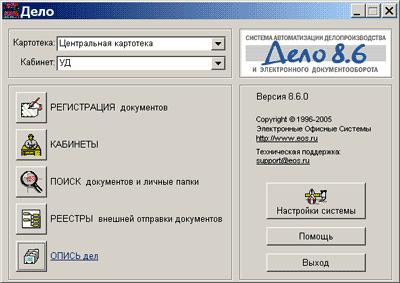 Дело
Картотека: Центральная картотека
Кабинет: УД
СИСТЕМА АВТОМАТИЗАЦИИ ДЕЛОПРОИЗВОДСТВА
Дело 8.6
И ЭЛЕКТРОННОГО ДОКУМЕНТООБОРОТА
РЕГИСТРАЦИЯ документов
КАБИНЕТЫ
ПОИСК документов и личные папки
РЕЕСТРЫ внешней отправки документов
ОПИСЬ дел
Версия 8.6.0
Copyright © 1996-2005
Электронные Офисные Системы
http://www.eos.ru
Техническая поддержка:
support@eos.ru
Настройки системы
Помощь
Выход